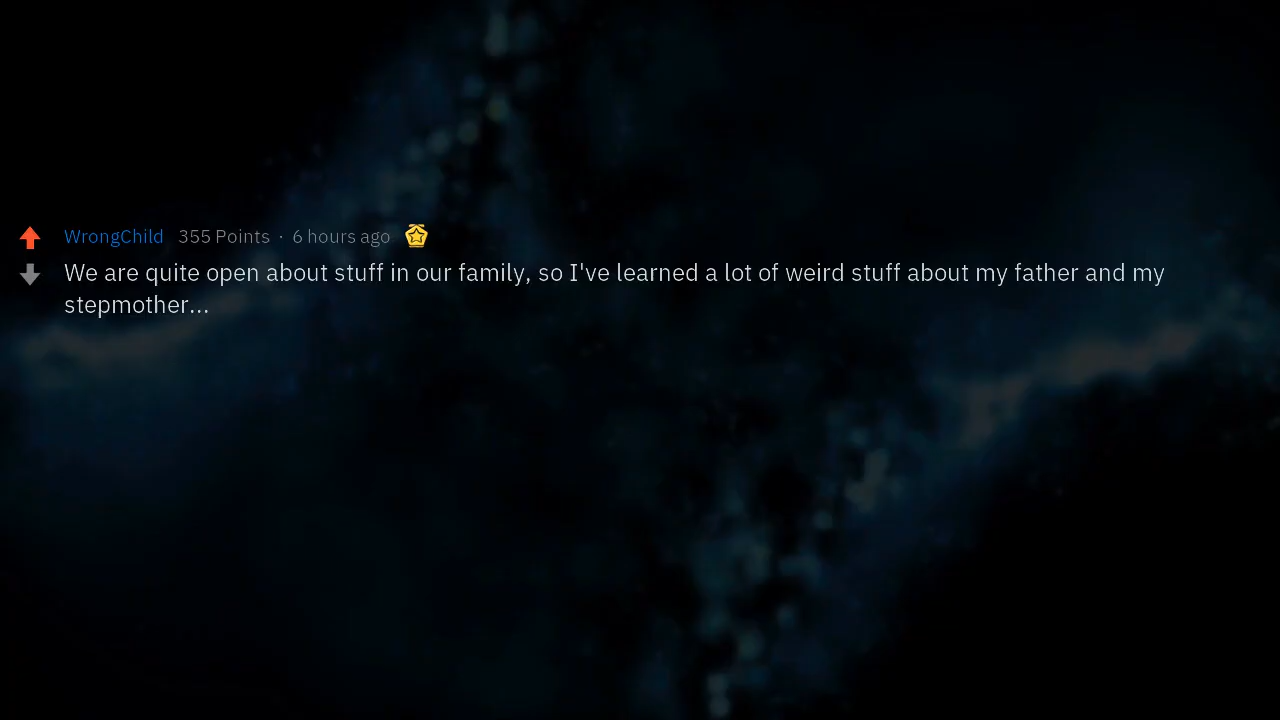 WrongChild 355 Points · 6 hours ago
We are quite open about stuff in our family, so I've learned a lot of weird stuff about my father and my
stepmother...